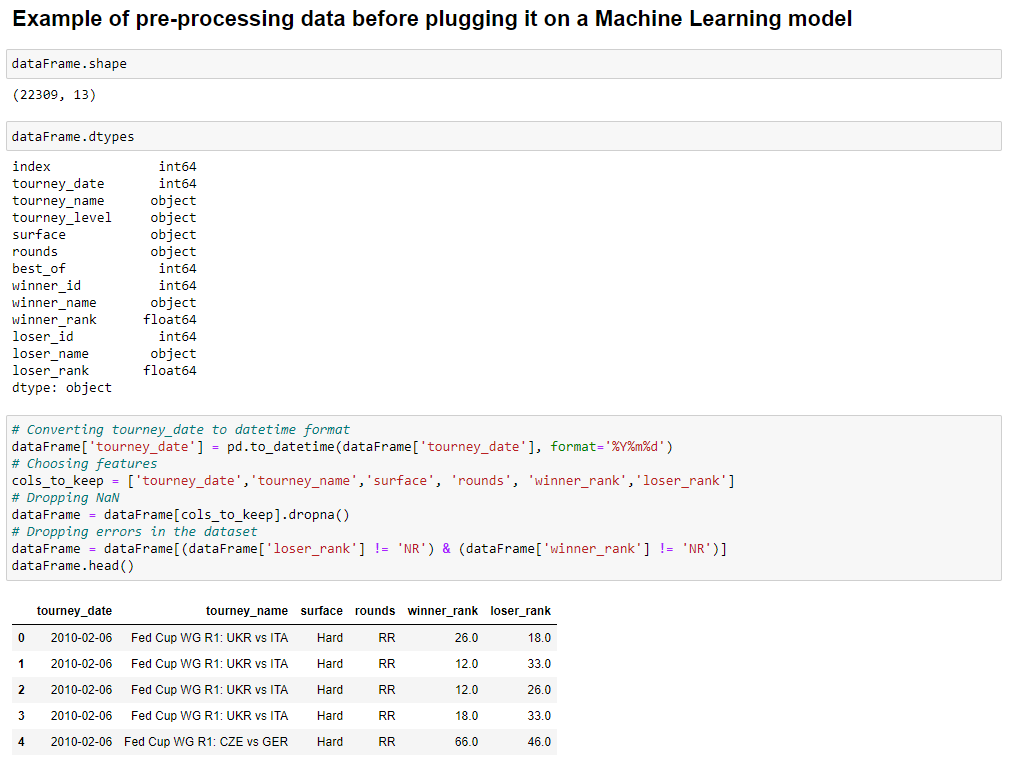 Example of pre-processing data before plugging it on a Machine Learning model
dataFrame.shape
(22309, 13)
dataFrame.dtypes
index int64
tourney_date int64
tourney_name object
tourney_level object
surface object
rounds object
best_of int64
winner_id int64
winner_name object
winner_rank float64
loser_id int64
loser_name object
loser_rank float64
dtype: object
# Converting tourney_date to datetime format
dataFrame['tourney_date'] = pd.to_datetime(dataFrame['tourney_date'], format='%Y%m%d')
# Choosing features
cols_to_keep = ['tourney_date','tourney_name','surface', 'rounds', 'winner_rank','loser_rank']
# Dropping NaN
dataFrame = dataFrame[cols_to_keep].dropna()
# Dropping errors in the dataset
dataFrame = dataFrame[(dataFrame['loser_rank'] != 'NR') & (dataFrame['winner_rank'] != 'NR')]
dataFrame.head()
tourney_date tourney_name surface rounds winner_rank loser_rank
0 2010-02-06 Fed Cup WG R1: UKR vs ITA Hard RR 26.0 18.0
1 2010-02-06 Fed Cup WG R1: UKR vs ITA Hard RR 12.0 33.0
2 2010-02-06 Fed Cup WG R1: UKR vs ITA Hard RR 12.0 26.0
3 2010-02-06 Fed Cup WG R1: UKR vs ITA Hard RR 18.0 33.0
4 2010-02-06 Fed Cup WG R1: CZE vs GER Hard RR 66.0 46.0